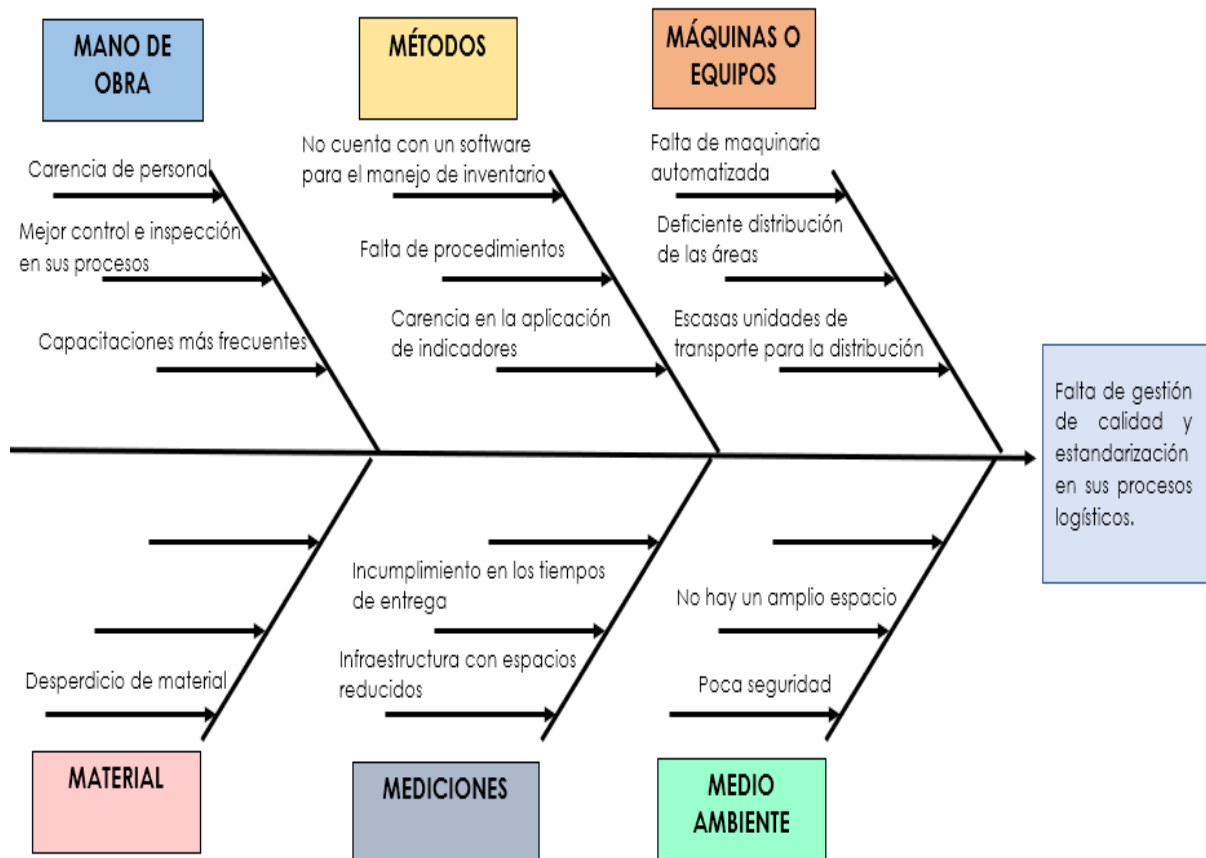 MANO DE
OBRA
MÉTODOS
MÁQUINAS O
EQUIPOS
Carencia de personal
Mejor control e inspección
en sus procesos
Capacitaciones más frecuentes
No cuenta con un software
para el manejo de inventario
Falta de procedimientos
Carencia en la aplicación
de indicadores
Falta de maquinaria
automatizada
Deficiente distribución
de las áreas
Escasas unidades de
transporte para la distribución
Falta de gestión
de calidad y
estandarización
en sus procesos
logísticos.
Desperdicio de material
Incumplimiento en los tiempos
de entrega
Infraestructura con espacios
reducidos
No hay un amplio espacio
Poca seguridad
MATERIAL
MEDICIONES
MEDIO
AMBIENTE